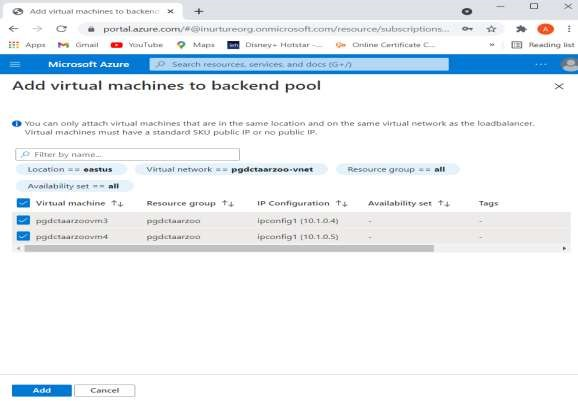 Add virtual machines to backend
portal.azure.com/#@inurtureorg.onmicrosoft.com/resource/subscriptions...
A
Apps Gmail YouTube Maps Disney+ Hotstar -... Online Certificate C... » Reading list
Microsoft Azure Search resources, services, and docs (G+/) ...
Add virtual machines to backend pool
You can only attach virtual machines that are in the same location and on the same virtual network as the loadbalancer.
Virtual machines must have a standard SKU public IP or no public IP.
Filter by name...
Location == eastus Virtual network == pgdctaarzoo-vnet Resource group == all
Availability set == all
Virtual machine ↑↓ Resource group ↑↓ IP Configuration ↑↓ Availability set ↑↓ Tags
pgdctaarzoovm3 pgdctaarzoo ipconfig1 (10.1.0.4) - -
pgdctaarzoovm4 pgdctaarzoo ipconfig1 (10.1.0.5) - -
Add Cancel